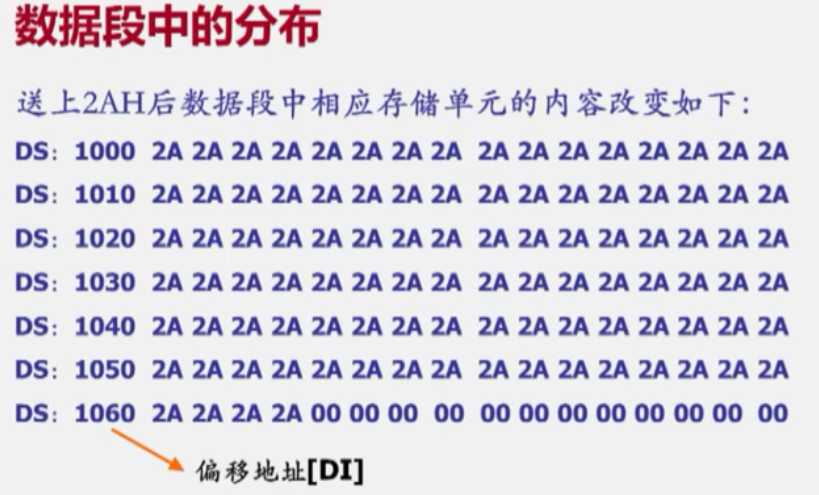 数据段中的分布
送上2AH后数据段中相应存储单元的内容改变如下：
DS：1000 2A 2A 2A 2A 2A 2A 2A 2A 2A 2A 2A 2A 2A 2A 2A 2A
DS：1010 2A 2A 2A 2A 2A 2A 2A 2A 2A 2A 2A 2A 2A 2A 2A 2A
DS：1020 2A 2A 2A 2A 2A 2A 2A 2A 2A 2A 2A 2A 2A 2A 2A 2A
DS：1030 2A 2A 2A 2A 2A 2A 2A 2A 2A 2A 2A 2A 2A 2A 2A 2A
DS：1040 2A 2A 2A 2A 2A 2A 2A 2A 2A 2A 2A 2A 2A 2A 2A 2A
DS：1050 2A 2A 2A 2A 2A 2A 2A 2A 2A 2A 2A 2A 2A 2A 2A 2A
DS：1060 2A 2A 2A 2A 00 00 00 00 00 00 00 00 00 00 00 00
偏移地址[DI]